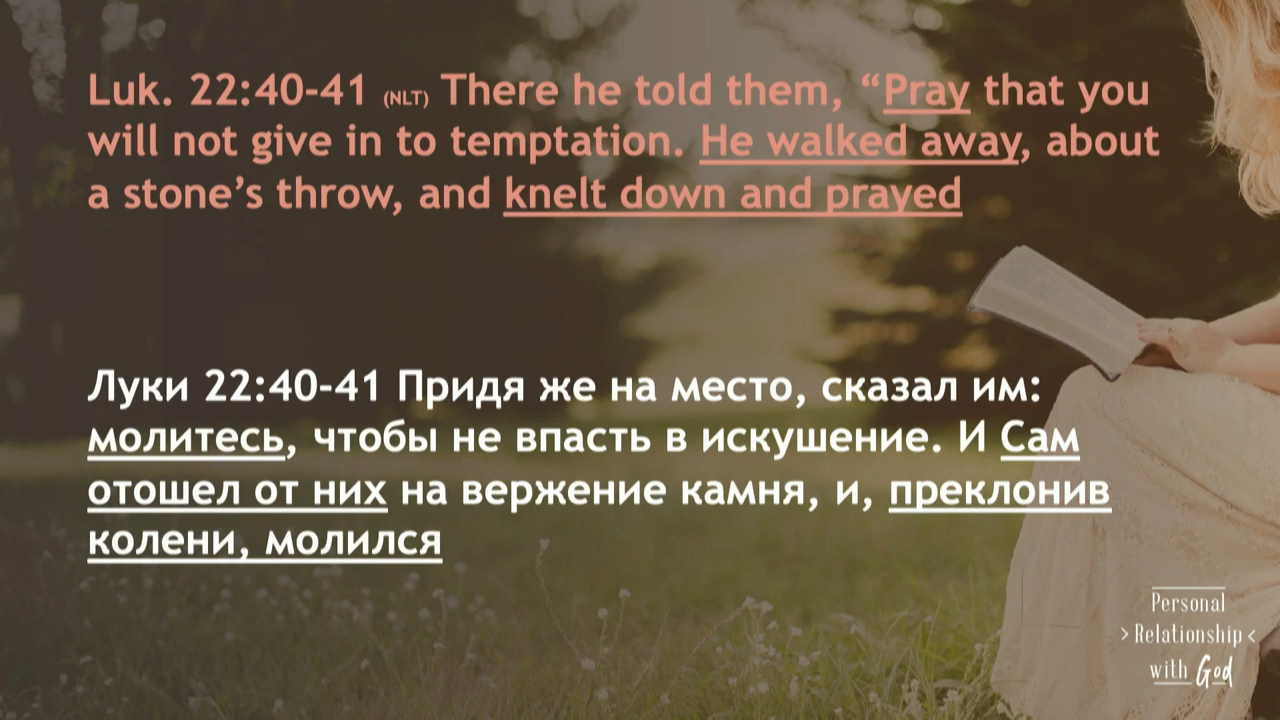 Luk. 22:40-41 (NLT) There he told them, “Pray that you
will not give in to temptation. He walked away, about
a stone’s throw, and knelt down and prayed
Луки 22:40-41 Придя же на место, сказал им:
молитесь, чтобы не впасть в искушение. И Сам
отошел от них на вержение камня, и, преклонив
колени, молился
Personal
> Relationship <
with God